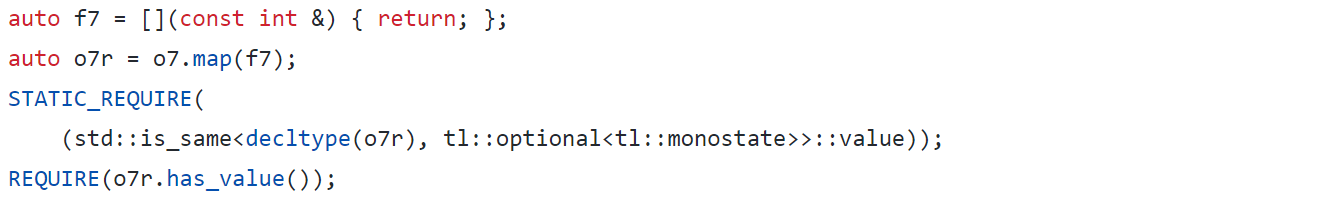 auto f7 = [](const int &) { return; };
auto o7r = o7.map(f7);
STATIC_REQUIRE(
    (std::is_same<decltype(o7r), tl::optional<tl::monostate>>::value));
REQUIRE(o7r.has_value());